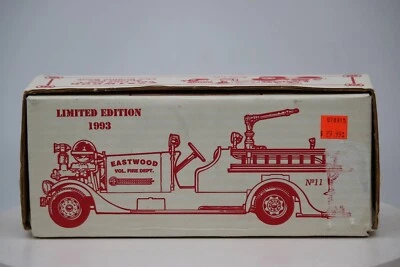 LIMITED EDITION
1993
EASTWOOD
VOL. FIRE DEPT.
Nº11